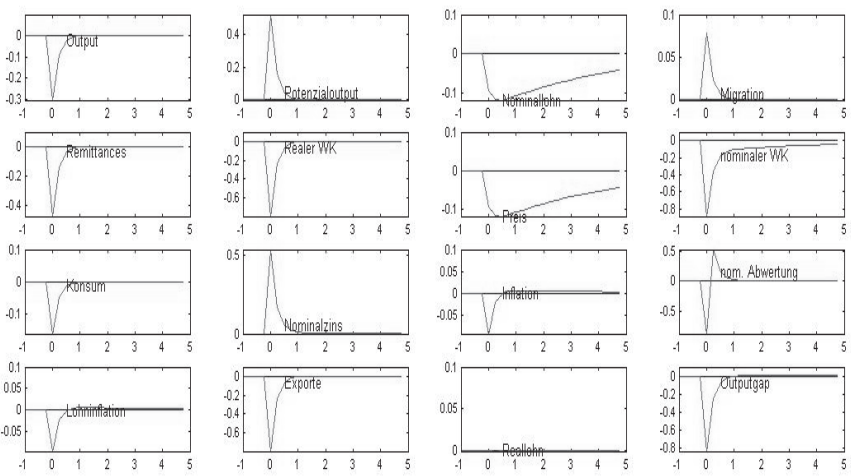 0 -0.1 -0.2 -0.3 Output -1 0 1 2 3 4 5
0.4 0.2 0 Potenzialoutput -1 0 1 2 3 4 5
0.1 0 -0.1 Nominallohn -1 0 1 2 3 4 5
0.1 0.05 0 Migration -1 0 1 2 3 4 5
0 -0.2 -0.4 Remittances -1 0 1 2 3 4 5
0 -0.2 -0.4 -0.6 Realer WK -1 0 1 2 3 4 5
0.1 0 -0.1 Preis -1 0 1 2 3 4 5
0 -0.2 -0.4 -0.6 -0.8 nominaler WK -1 0 1 2 3 4 5
0.1 0 -0.1 Konsum -1 0 1 2 3 4 5
0.5 0 Nominalzins -1 0 1 2 3 4 5
0.1 0.05 0 -0.05 Inflation -1 0 1 2 3 4 5
0.5 0 -0.5 nom. Abwertung -1 0 1 2 3 4 5
0.1 0.05 0 -0.05 Lohninflation -1 0 1 2 3 4 5
0 -0.2 -0.4 -0.6 Exporte -1 0 1 2 3 4 5
0.1 0.05 0 Reallohn -1 0 1 2 3 4 5
0 -0.2 -0.4 -0.6 -0.8 Outputgap -1 0 1 2 3 4 5